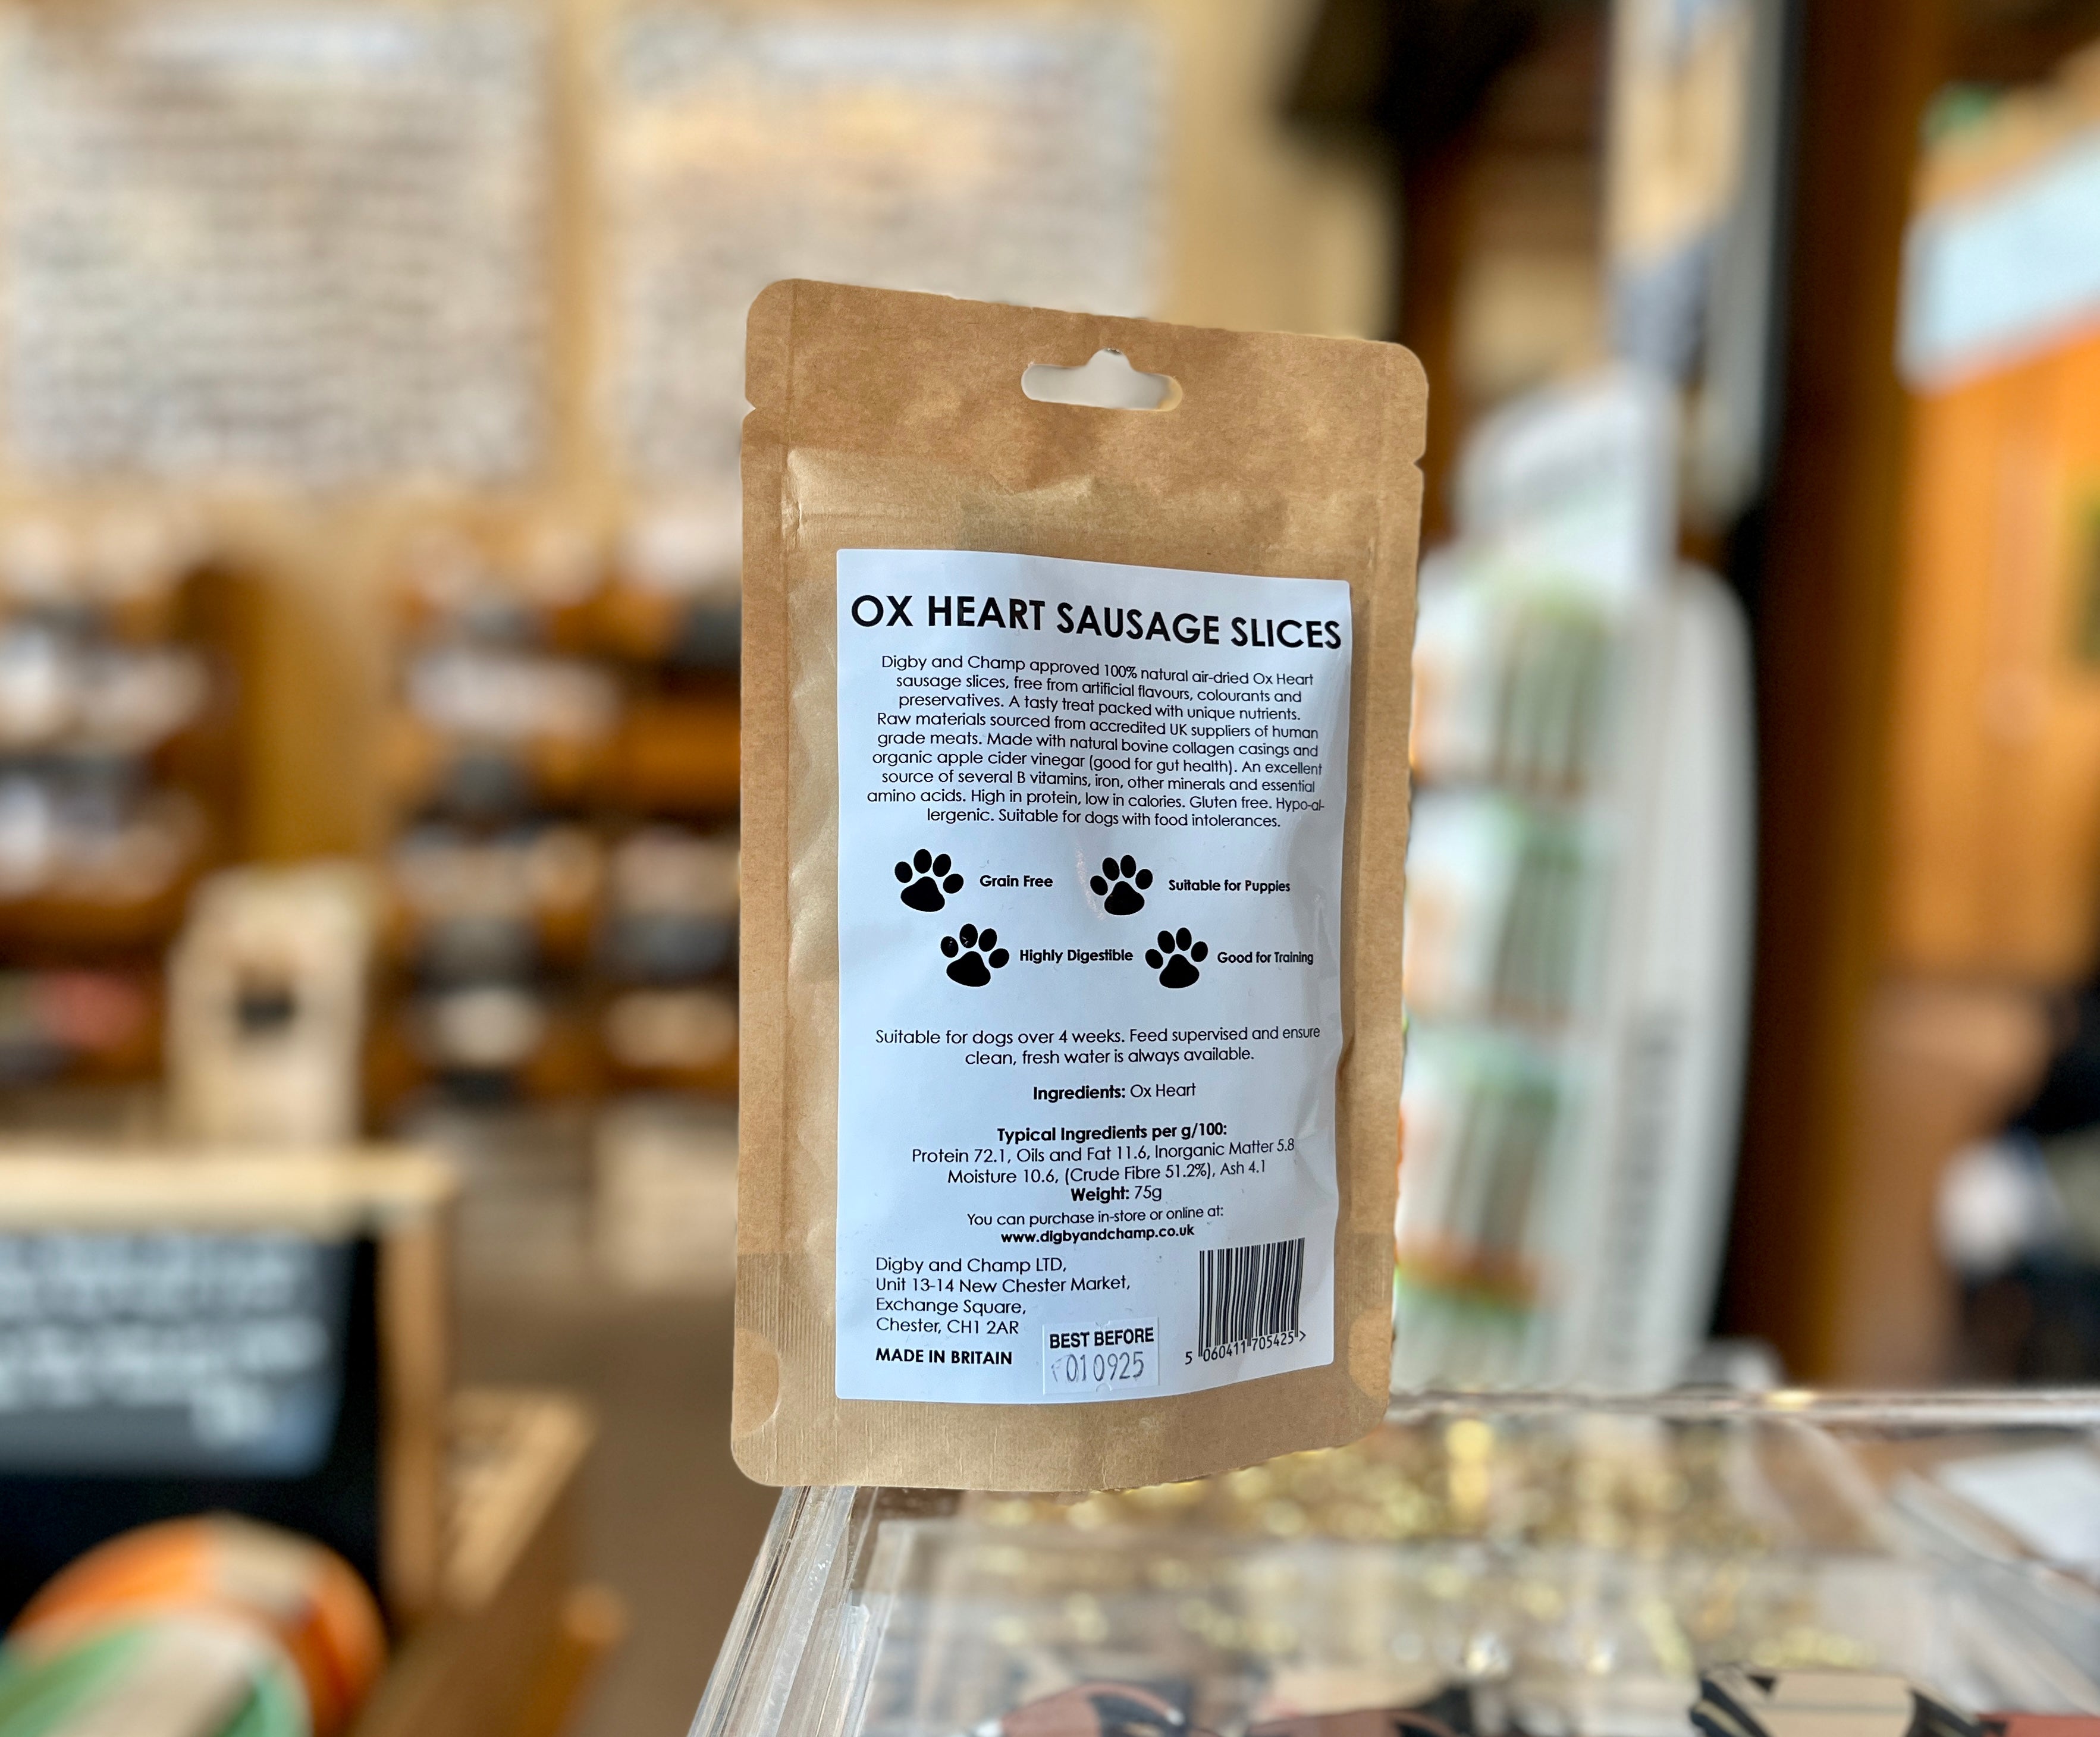 OX HEART SAUSAGE SLICES
Digby and Champ approved 100% natural air-dried Ox Heart
sausage slices, free from artificial flavours, colourants and
preservatives. A tasty treat packed with unique nutrients.
Raw materials sourced from accredited UK suppliers of human
grade meats. Made with natural bovine collagen casings and
organic apple cider vinegar (good for gut health). An excellent
source of several B vitamins, iron, other minerals and essential
amino acids. High in protein, low in calories. Gluten free. Hypo-al-
lergenic. Suitable for dogs with food intolerances.
Grain Free
Suitable for Puppies
Highly Digestible
Good for Training
Suitable for dogs over 4 weeks. Feed supervised and ensure
clean, fresh water is always available.
Ingredients: Ox Heart
Typical Ingredients per g/100:
Protein 72.1, Oils and Fat 11.6, Inorganic Matter 5.8
Moisture 10.6, (Crude Fibre 51.2%), Ash 4.1
Weight: 75g
You can purchase in-store or online at:
www.digbyandchamp.co.uk
Digby and Champ LTD,
Unit 13-14 New Chester Market,
Exchange Square,
Chester, CH1 2AR
MADE IN BRITAIN
BEST BEFORE
010925
5 060411 705425 >